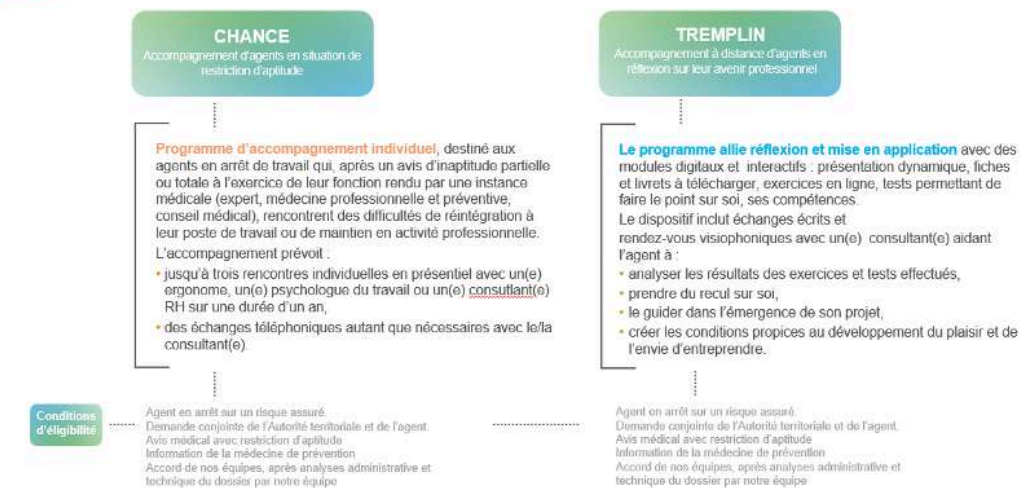 CHANCE
Accompagnement d'agents en situation de
restriction d'aptitude
Programme d'accompagnement individuel, destiné aux
agents en arrêt de travail qui, après un avis d'inaptitude partielle
ou totale à l'exercice de leur fonction rendu par une instance
médicale (expert, médecine professionnelle et préventive,
conseil médical), rencontrent des difficultés de réintégration à
leur poste de travail ou de maintien en activité professionnelle.
L'accompagnement prévoit :
• jusqu'à trois rencontres individuelles en présentiel avec un(e)
ergonome, un(e) psychologue du travail ou un(e) consutlant(e)
RH sur une durée d'un an,
• des échanges téléphoniques autant que nécessaires avec le/la
consultant(e).
TREMPLIN
Accompagnement à distance d'agents en
réflexion sur leur avenir professionnel
Le programme allie réflexion et mise en application avec des
modules digitaux et interactifs : présentation dynamique, fiches
et livrets à télécharger, exercices en ligne, tests permettant de
faire le point sur soi, ses compétences.
Le dispositif inclut échanges écrits et
rendez-vous visiophoniques avec un(e) consultant(e) aidant
l'agent à :
• analyser les résultats des exercices et tests effectués,
• prendre du recul sur soi,
• le guider dans l'émergence de son projet,
• créer les conditions propices au développement du plaisir et de
l'envie d'entreprendre.
Conditions
d'éligibilité
Agent en arrêt sur un risque assuré.
Demande conjointe de l'Autorité territoriale et de l'agent.
Avis médical avec restriction d'aptitude
Information de la médecine de prévention
Accord de nos équipes, après analyses administrative et
technique du dossier par notre équipe
Agent en arrêt sur un risque assuré.
Demande conjointe de l'Autorité territoriale et de l'agent.
Avis médical avec restriction d'aptitude
Information de la médecine de prévention
Accord de nos équipes, après analyses administrative et
technique du dossier par notre équipe